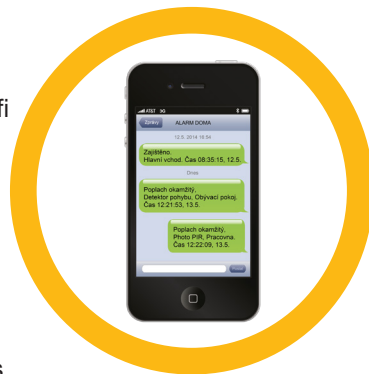 fi
AT&T 3G
Zprávy ALARM DOMA
12.5. 2014 18:54
Zajištěno.
Hlavní vchod. Čas 08:35:15, 12.5.
Dnes
Poplach okamžitý,
Detektor pohybu, Obývací pokoj.
Čas 12:21:53, 13.5.
Poplach okamžitý,
Photo PIR, Pracovna.
Čas 12:22:09, 13.5.
s